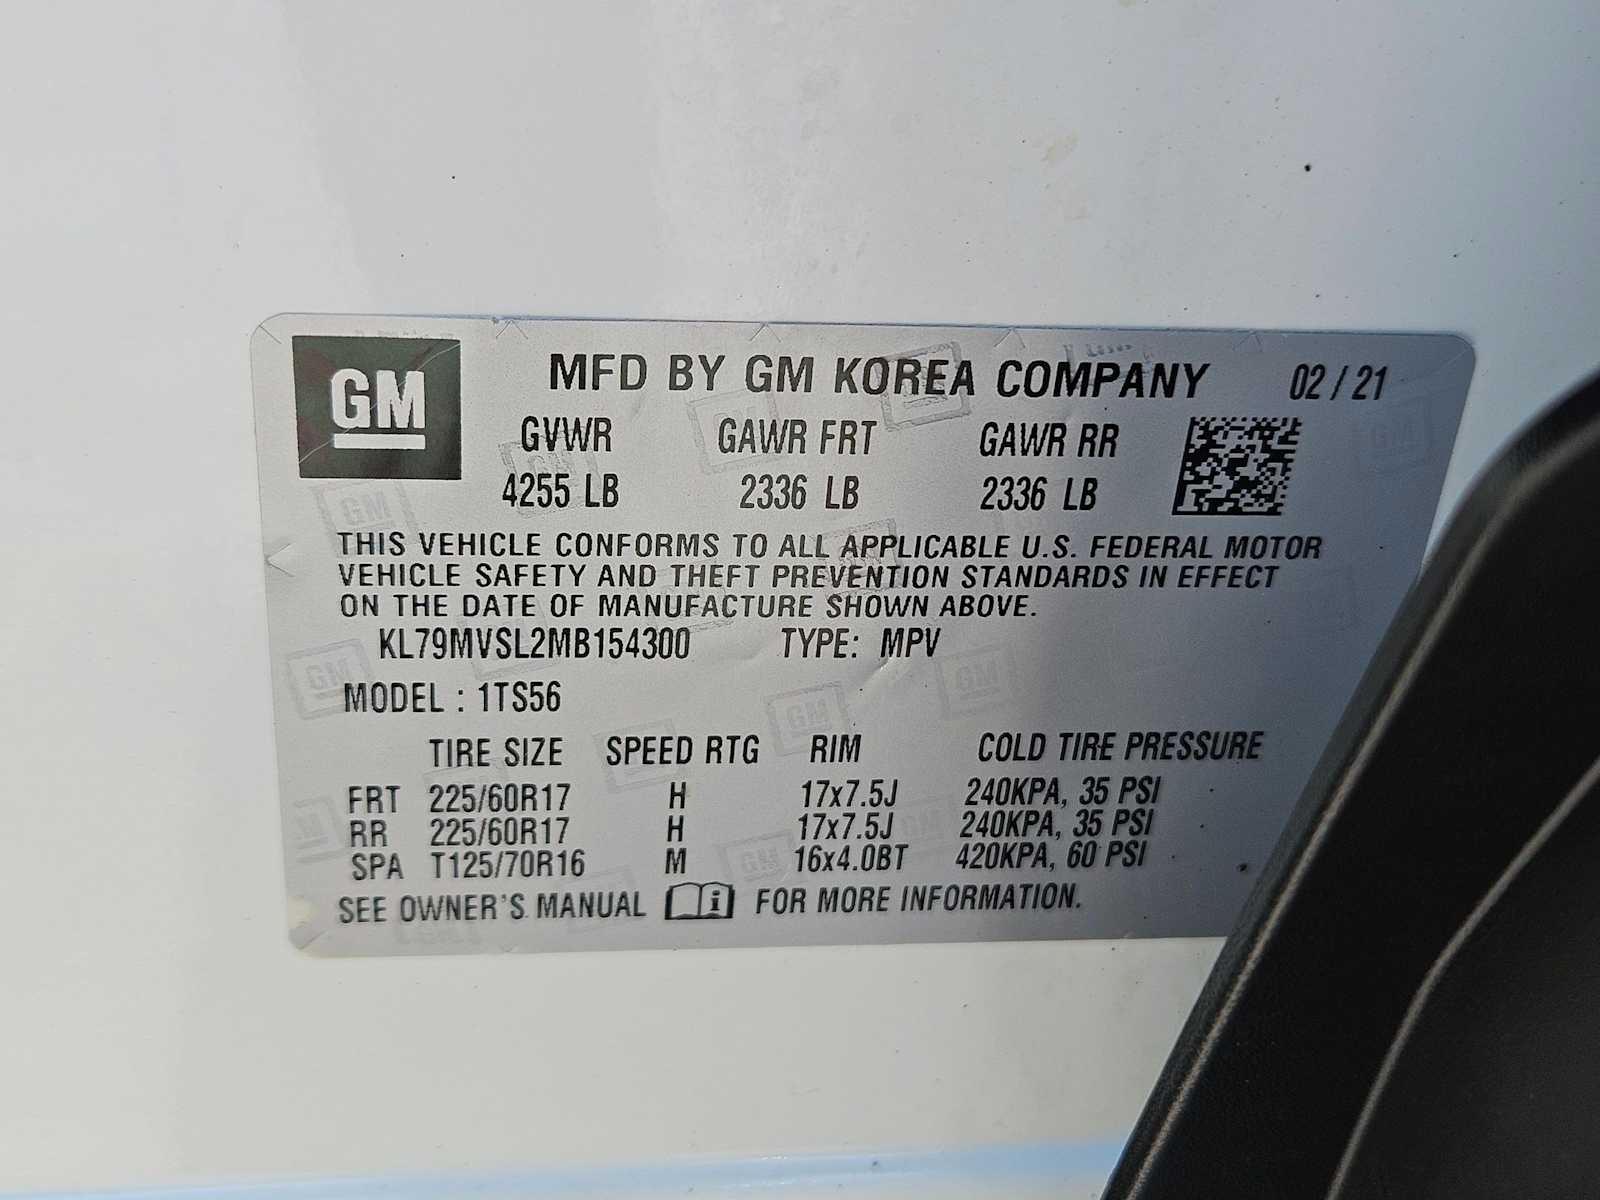 GM
MFD BY GM KOREA COMPANY 02/21
GVWR GAWR FRT GAWR RR
4255 LB 2336 LB 2336 LB
THIS VEHICLE CONFORMS TO ALL APPLICABLE U.S. FEDERAL MOTOR
VEHICLE SAFETY AND THEFT PREVENTION STANDARDS IN EFFECT
ON THE DATE OF MANUFACTURE SHOWN ABOVE.
KL79MVSL2MB154300 TYPE: MPV
MODEL : 1TS56
TIRE SIZE SPEED RTG RIM COLD TIRE PRESSURE
FRT 225/60R17 H 17x7.5J 240KPA, 35 PSI
RR 225/60R17 H 17x7.5J 240KPA, 35 PSI
SPA T125/70R16 M 16x4.0BT 420KPA, 60 PSI
SEE OWNER'S MANUAL i FOR MORE INFORMATION.